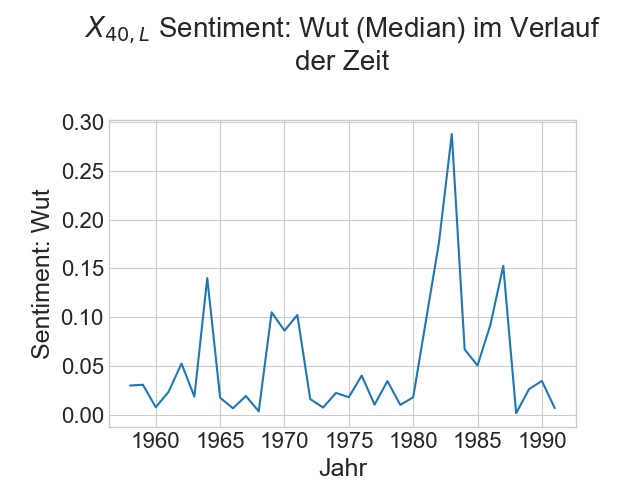 X40, L Sentiment: Wut (Median) im Verlauf
der Zeit
0.30
0.25
0.20
0.15
0.10
0.05
0.00
Sentiment: Wut
1960 1965 1970 1975 1980 1985 1990
Jahr